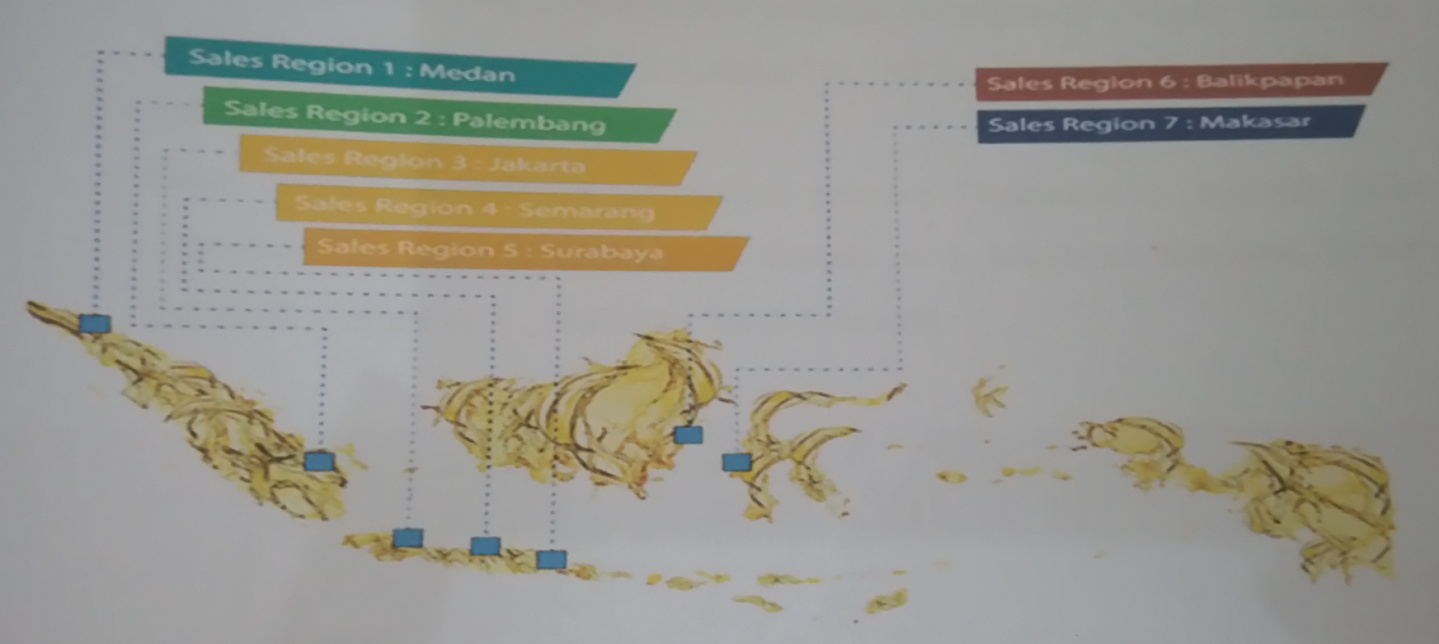 Sales Region 1 : Medan
Sales Region 2 : Palembang
Sales Region 3 : Jakarta
Sales Region 4 : Semarang
Sales Region 5 : Surabaya
Sales Region 6 : Balikpapan
Sales Region 7 : Makasar